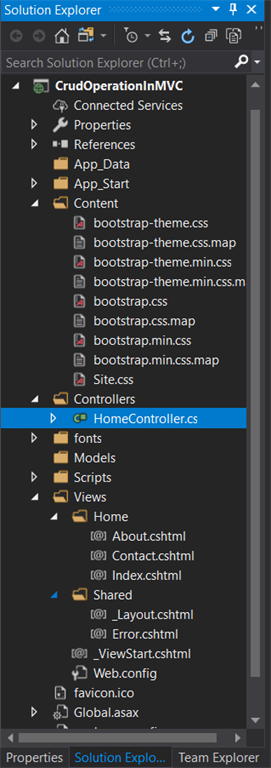 Solution Explorer
Search Solution Explorer (Ctrl+;)
CrudOperationInMVC
Connected Services
Properties
References
App_Data
App_Start
Content
bootstrap-theme.css
bootstrap-theme.css.map
bootstrap-theme.min.css
bootstrap-theme.min.css.m
bootstrap.css
bootstrap.css.map
bootstrap.min.css
bootstrap.min.css.map
Site.css
Controllers
C# HomeController.cs
fonts
Models
Scripts
Views
Home
[@] About.cshtml
[@] Contact.cshtml
[@] Index.cshtml
Shared
[@] _Layout.cshtml
[@] Error.cshtml
[@] _ViewStart.cshtml
Web.config
favicon.ico
Global.asax
Properties Solution Explo... Team Explorer